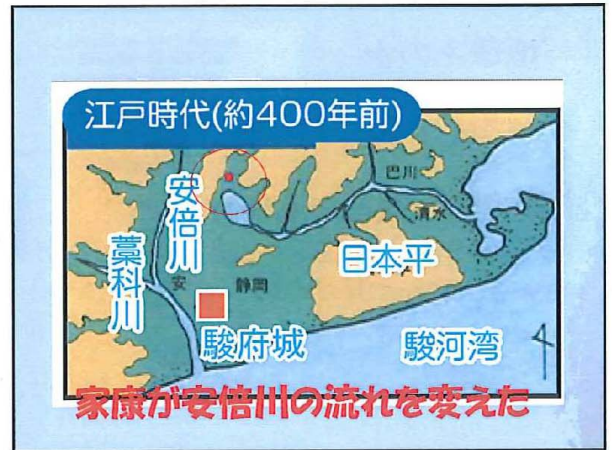 江戸時代(約400年前)
安倍川
藁科川
巴川
清水
日本平
安
静岡
駿府城
駿河湾
家康が安倍川の流れを変えた